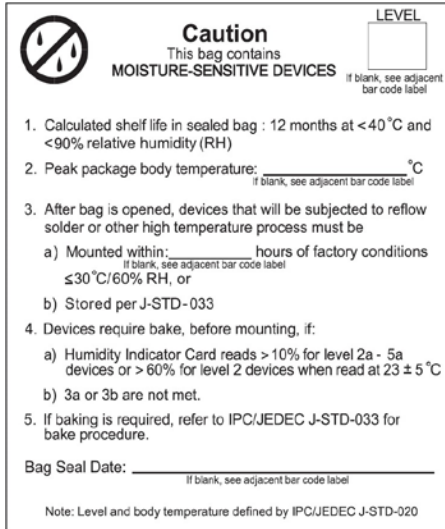 LEVEL
Caution
This bag contains
MOISTURE-SENSITIVE DEVICES
If blank, see adjacent
bar code label
1. Calculated shelf life in sealed bag : 12 months at <40°C and
<90% relative humidity (RH)
2. Peak package body temperature: ____________ °C
If blank, see adjacent bar code label
3. After bag is opened, devices that will be subjected to reflow
solder or other high temperature process must be
a) Mounted within:__________ hours of factory conditions
If blank, see adjacent bar code label
≤30°C/60% RH, or
b) Stored per J-STD-033
4. Devices require bake, before mounting, if:
a) Humidity Indicator Card reads >10% for level 2a - 5a
devices or >60% for level 2 devices when read at 23 ± 5 °C
b) 3a or 3b are not met.
5. If baking is required, refer to IPC/JEDEC J-STD-033 for
bake procedure.
Bag Seal Date: ____________________
If blank, see adjacent bar code label
Note: Level and body temperature defined by IPC/JEDEC J-STD-020